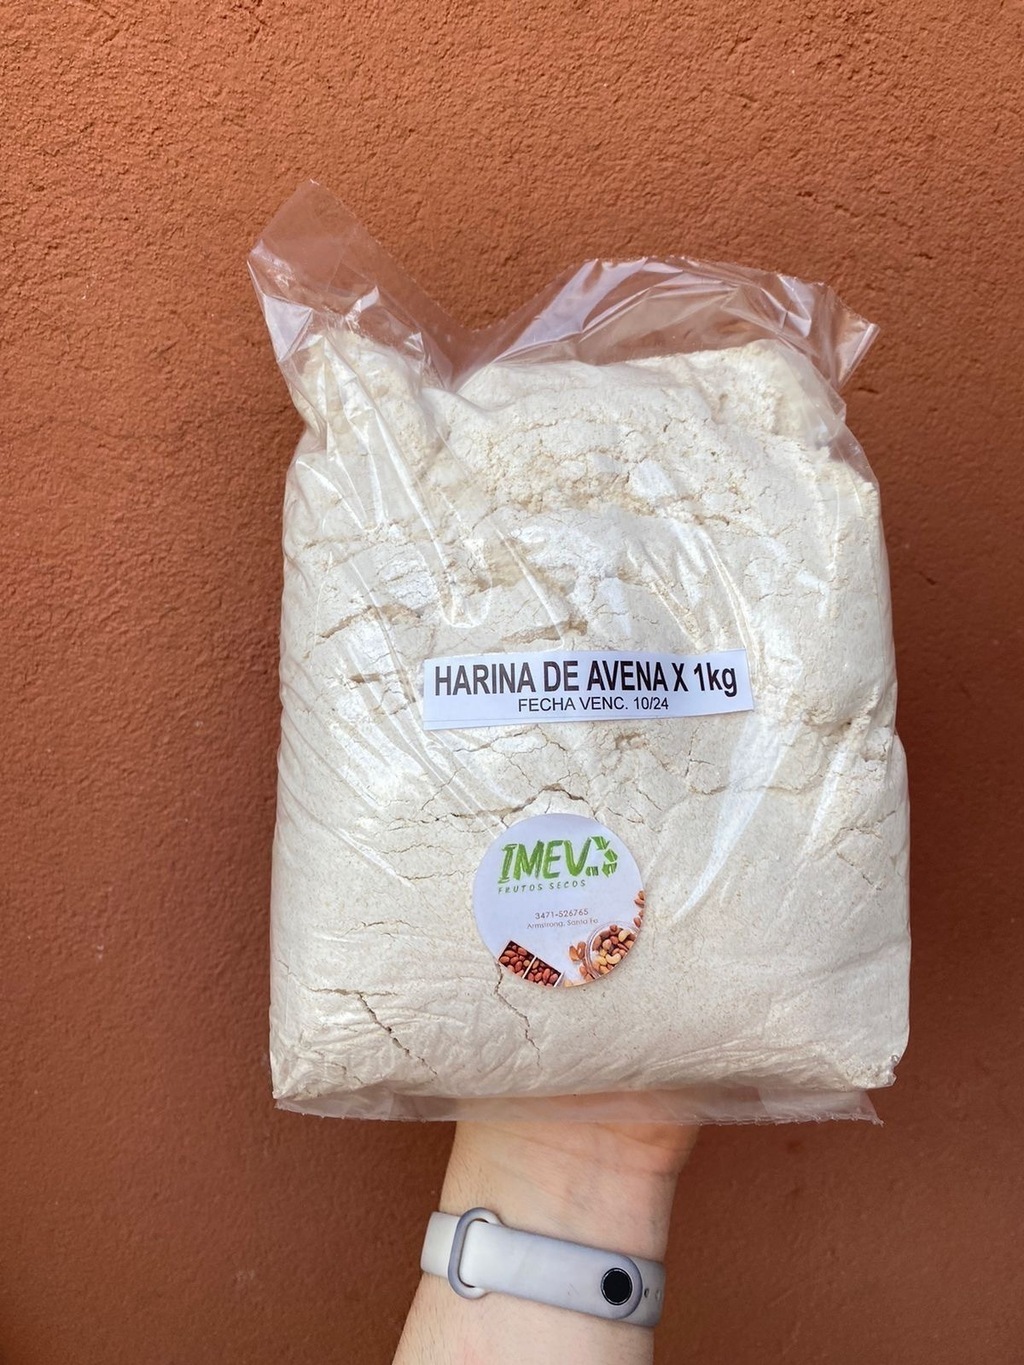 HARINA DE AVENA X 1kg
FECHA VENC. 10/24
IMEV
FRUTOS SECOS
3471-526765
Armstrong, Santa Fe